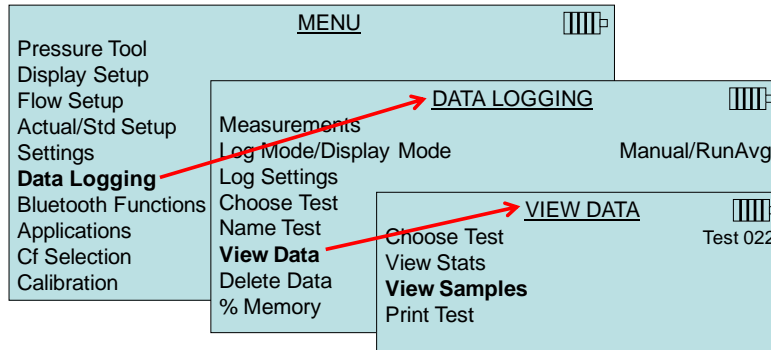 MENU
Pressure Tool
Display Setup
Flow Setup
Actual/Std Setup
Settings
Data Logging
Bluetooth Functions
Applications
Cf Selection
Calibration
DATA LOGGING
Measurements
Log Mode/Display Mode Manual/RunAvg
Log Settings
Choose Test
Name Test
View Data
Delete Data
% Memory
VIEW DATA
Choose Test Test 022
View Stats
View Samples
Print Test